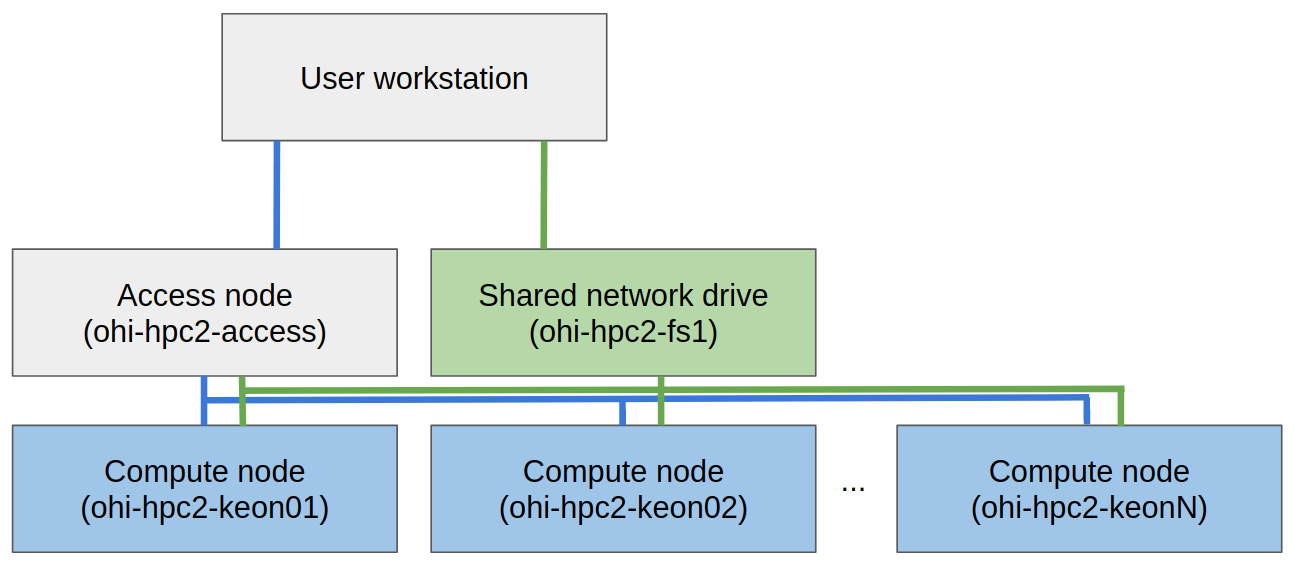 User workstation
Access node
(ohi-hpc2-access)
Shared network drive
(ohi-hpc2-fs1)
Compute node
(ohi-hpc2-keon01)
Compute node
(ohi-hpc2-keon02)
...
Compute node
(ohi-hpc2-keonN)